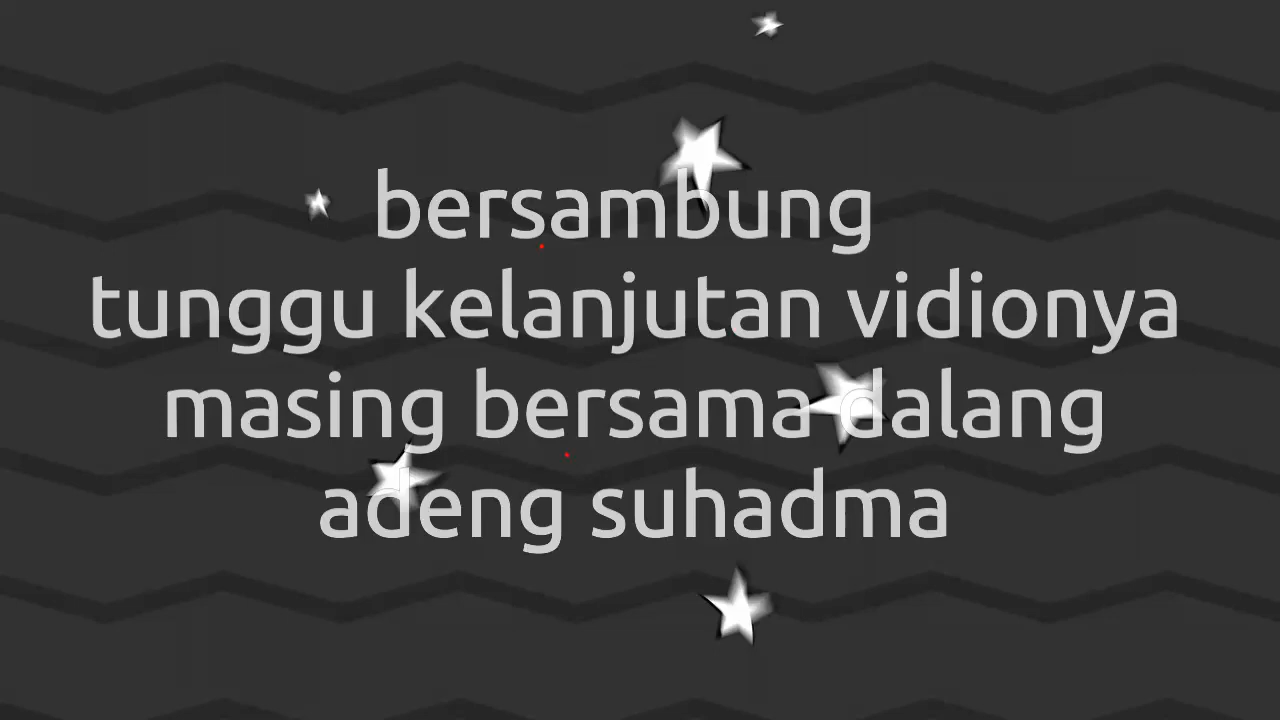 bersambung
tunggu kelanjutan vidionya
masing bersama dalang
adeng suhadma